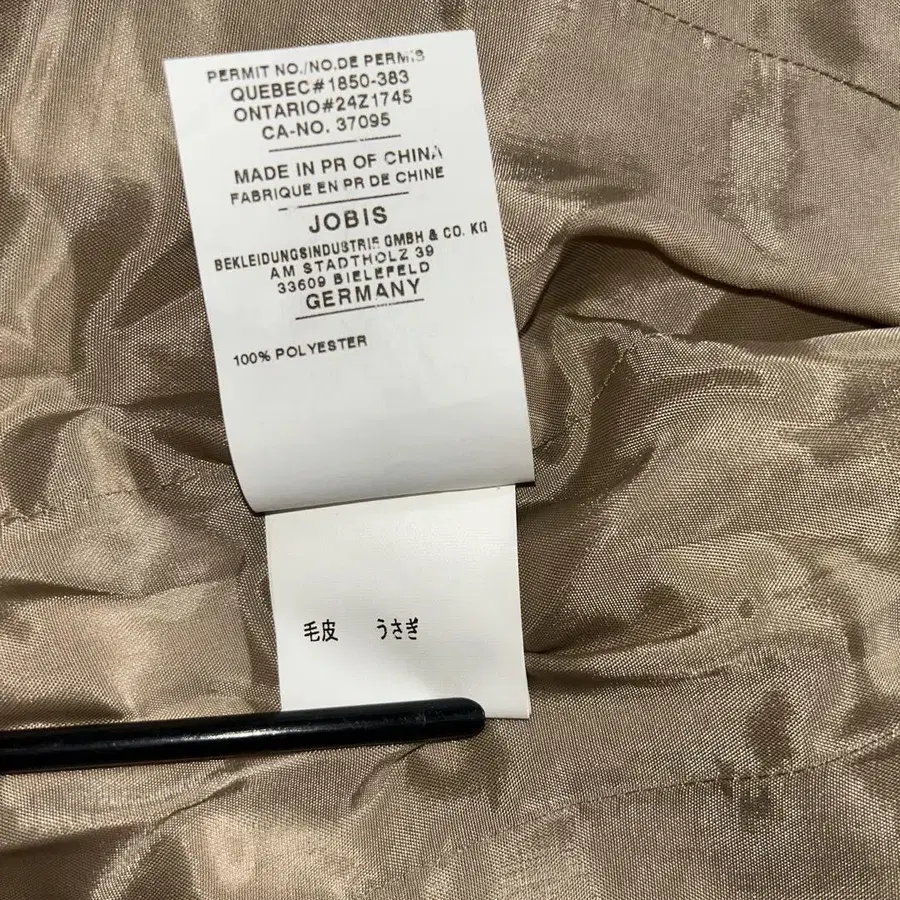 PERMIT NO./NO.DE PERMIS
QUEBEC#1850-383
ONTARIO#24Z1745
CA-NO. 37095
MADE IN PR OF CHINA
FABRIQUE EN PR DE CHINE
JOBIS
BEKLEIDUNGSINDUSTRIE GMBH & CO. KG
AM STADTHOLZ 39
33609 BIELEFELD
GERMANY
100% POLYESTER
毛皮 うさぎ